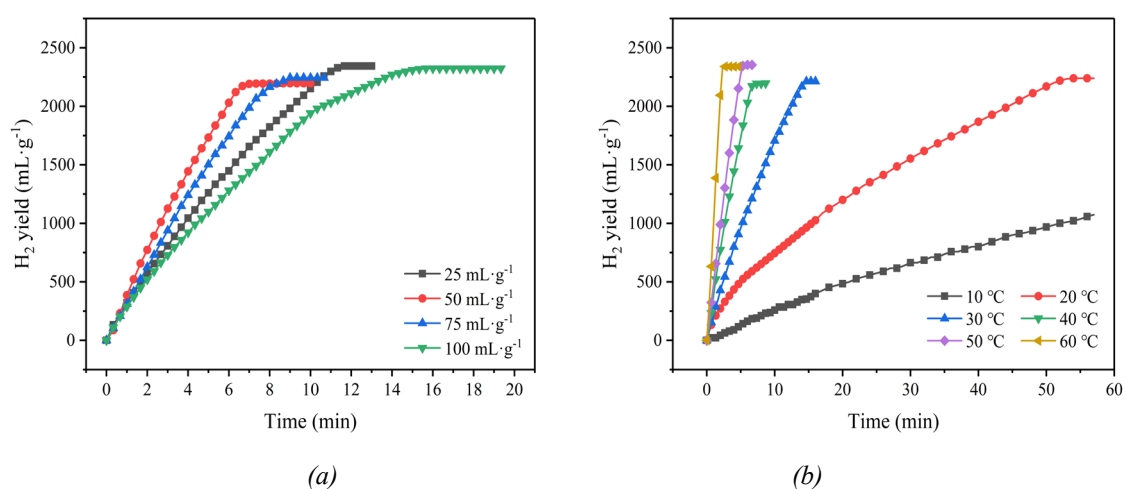 2500
2000
1500
1000
500
0
H₂ yield (mL·g⁻¹)
25 mL·g⁻¹
50 mL·g⁻¹
75 mL·g⁻¹
100 mL·g⁻¹
0 2 4 6 8 10 12 14 16 18 20
Time (min)
(a)
2500
2000
1500
1000
500
0
H₂ yield (mL·g⁻¹)
10 ℃ 20 ℃
30 ℃ 40 ℃
50 ℃ 60 ℃
0 10 20 30 40 50 60
Time (min)
(b)